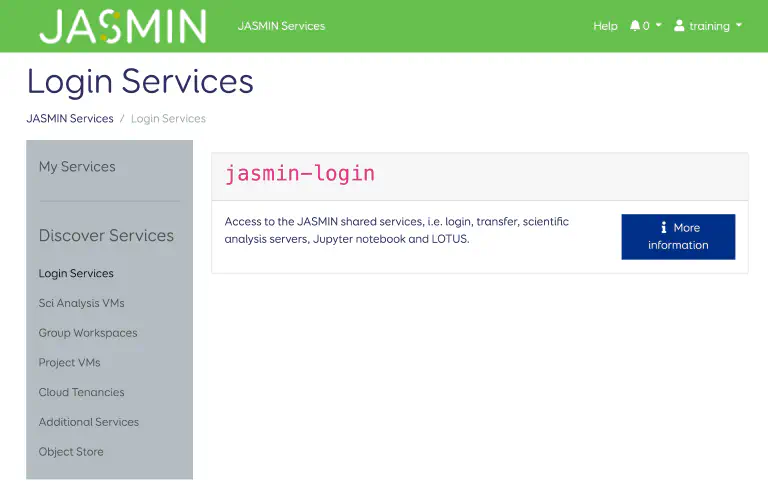 JASMIN
JASMIN Services
Help
0
training
Login Services
JASMIN Services / Login Services
My Services
Discover Services
Login Services
Sci Analysis VMs
Group Workspaces
Project VMs
Cloud Tenancies
Additional Services
Object Store
jasmin-login
Access to the JASMIN shared services, i.e. login, transfer, scientific
analysis servers, Jupyter notebook and LOTUS.
More
information